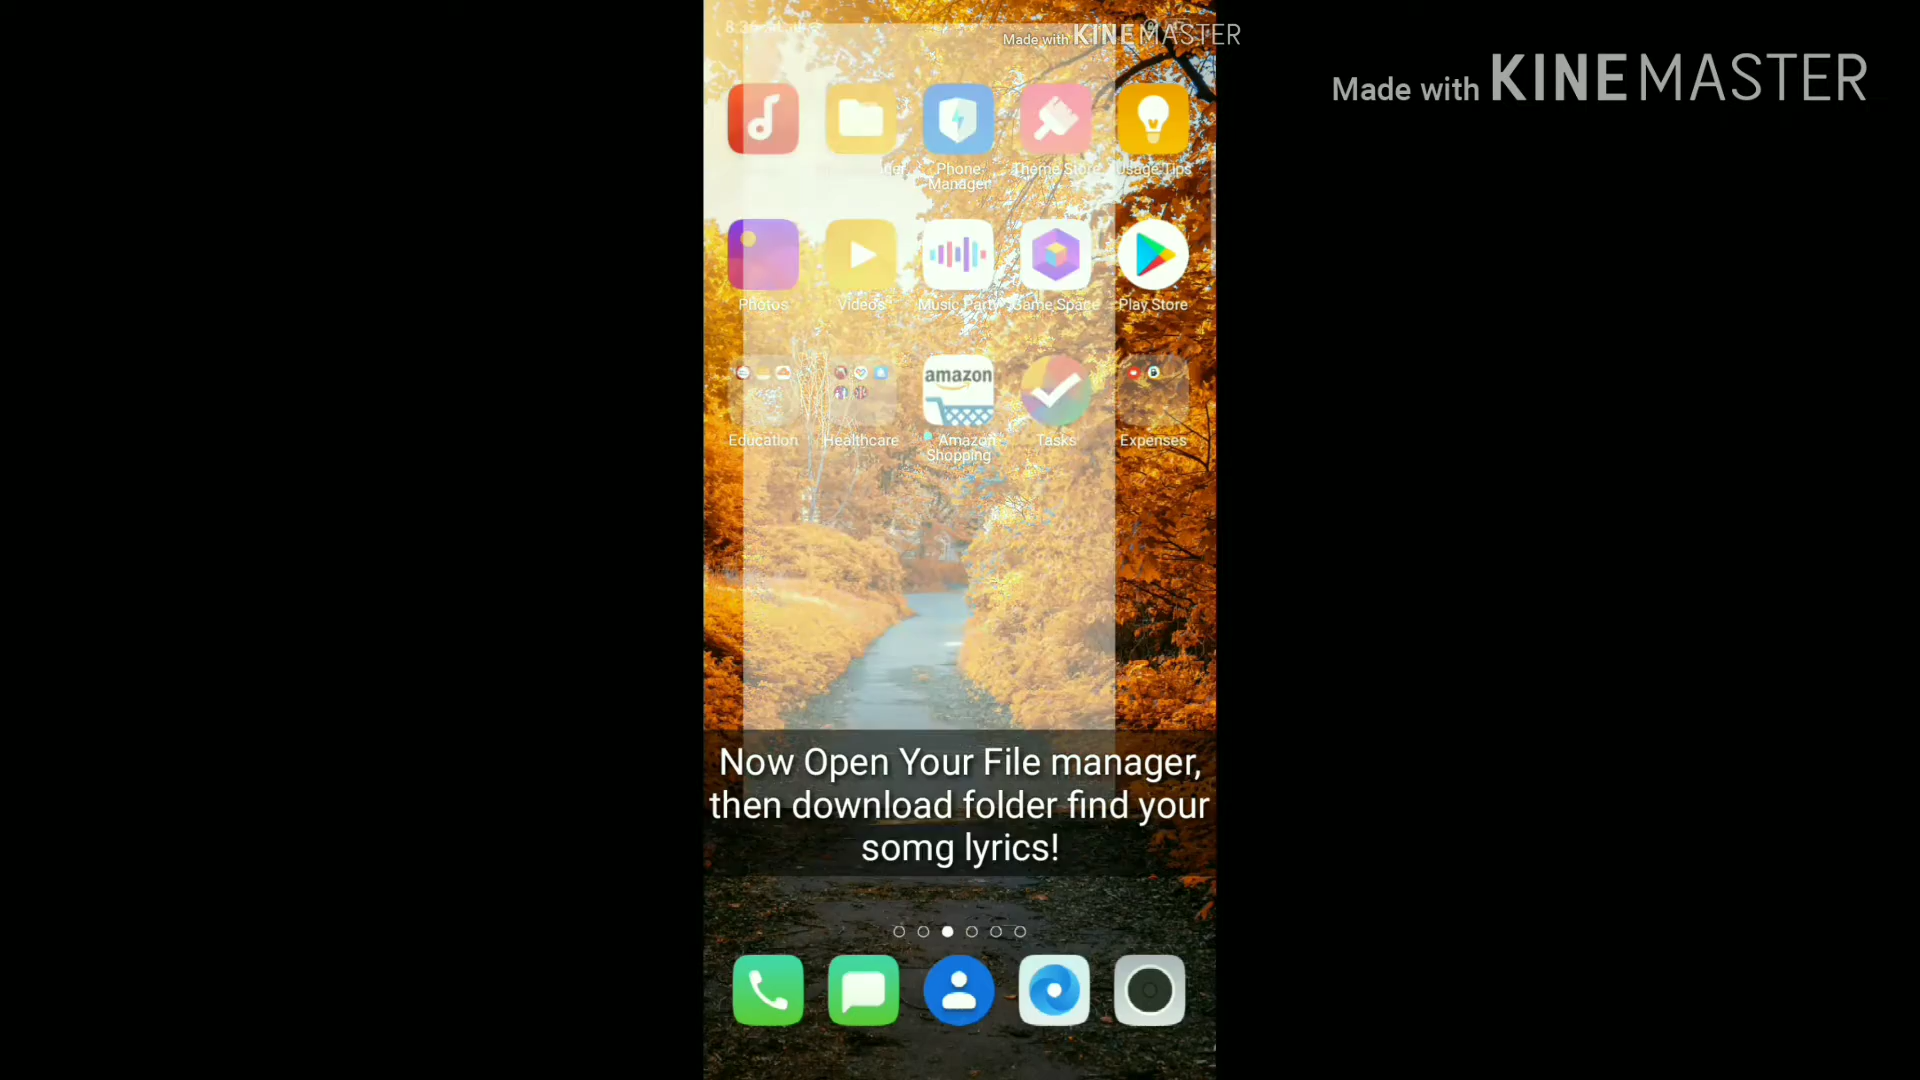 Made with KINEMASTER
Made with KINEMASTER
Phone Theme Store Usage Tips
Manager
Photos Videos Music Party Game Space Play Store
amazon
Education Healthcare Amazon Tasks Expenses
Shopping
Now Open Your File manager,
then download folder find your
somg lyrics!